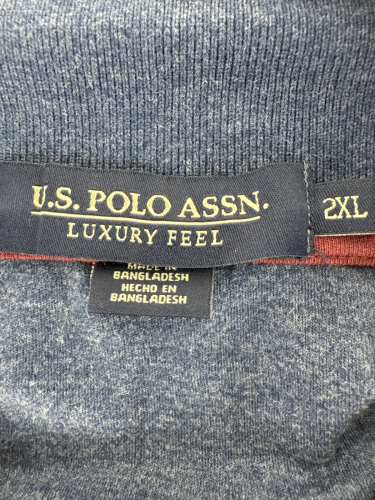 U.S. POLO ASSN.
LUXURY FEEL
2XL
MADE IN
BANGLADESH
HECHO EN
BANGLADESH